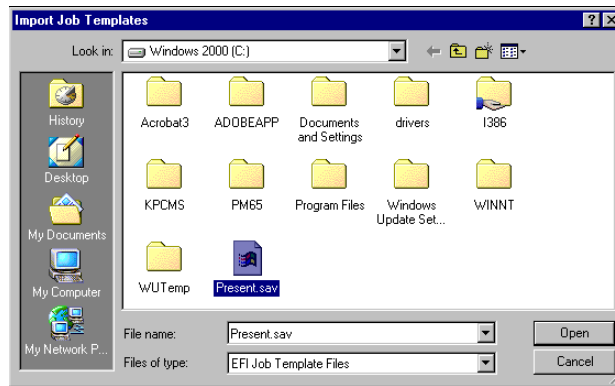 Import Job Templates
Look in: Windows 2000 (C:)
History
Desktop
My Documents
My Computer
My Network P...
Acrobat3 ADOBEAPP Documents and Settings drivers I386
KPCMS PM65 Program Files Windows Update Set... WINNT
WUTemp Present.sav
File name: Present.sav Open
Files of type: EFI Job Template Files Cancel